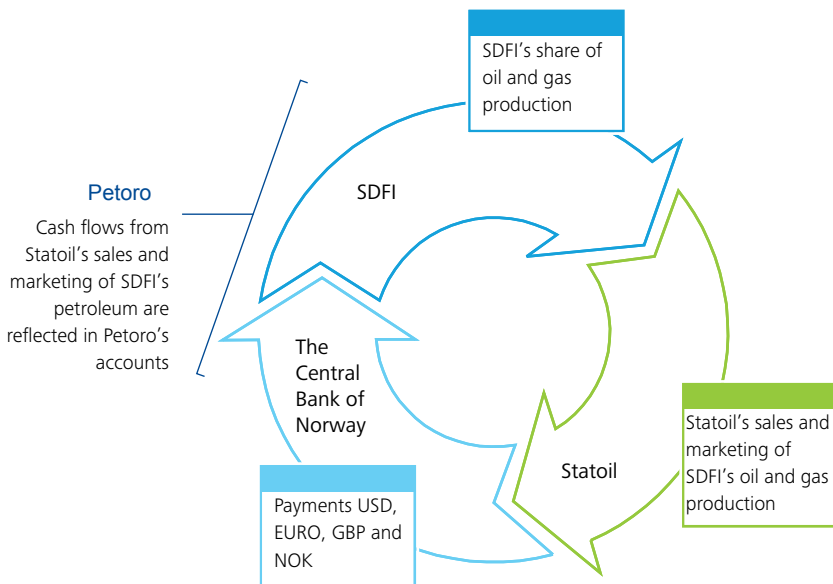 SDFI's share of
oil and gas
production
SDFI
Petoro
Cash flows from
Statoil's sales and
marketing of SDFI's
petroleum are
reflected in Petoro's
accounts
The
Central
Bank of
Norway
Statoil's sales and
marketing of
SDFI's oil and gas
production
Statoil
Payments USD,
EURO, GBP and
NOK